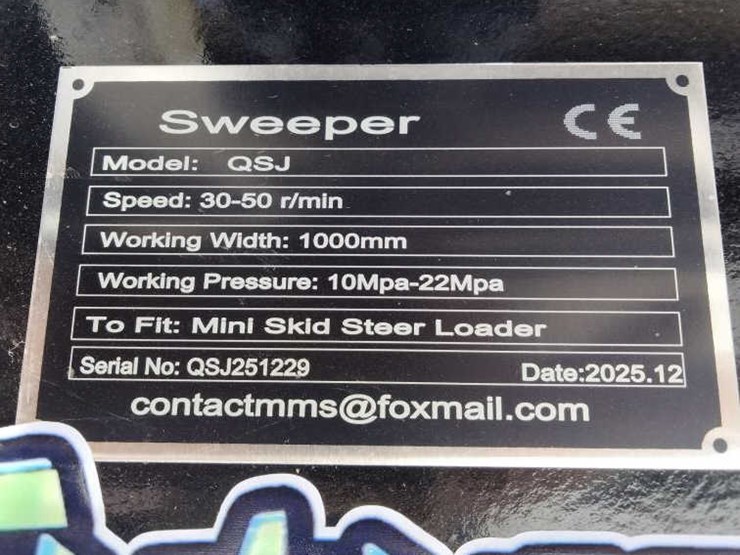 Sweeper CE
Model: QSJ
Speed: 30-50 r/min
Working Width: 1000mm
Working Pressure: 10Mpa-22Mpa
To Fit: Mini Skid Steer Loader
Serial No: QSJ251229 Date:2025.12
contactmms@foxmail.com